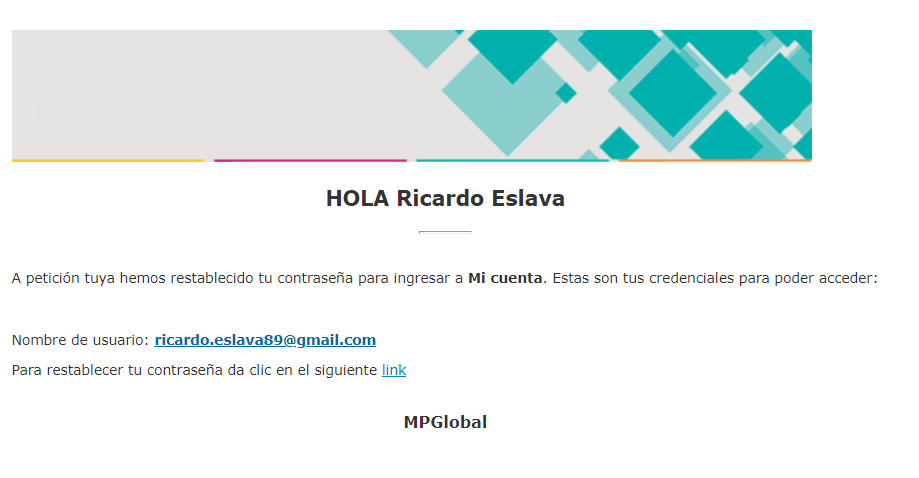 HOLA Ricardo Eslava
A petición tuya hemos restablecido tu contraseña para ingresar a Mi cuenta. Estas son tus credenciales para poder acceder:
Nombre de usuario: ricardo.eslava89@gmail.com
Para restablecer tu contraseña da clic en el siguiente link
MPGlobal